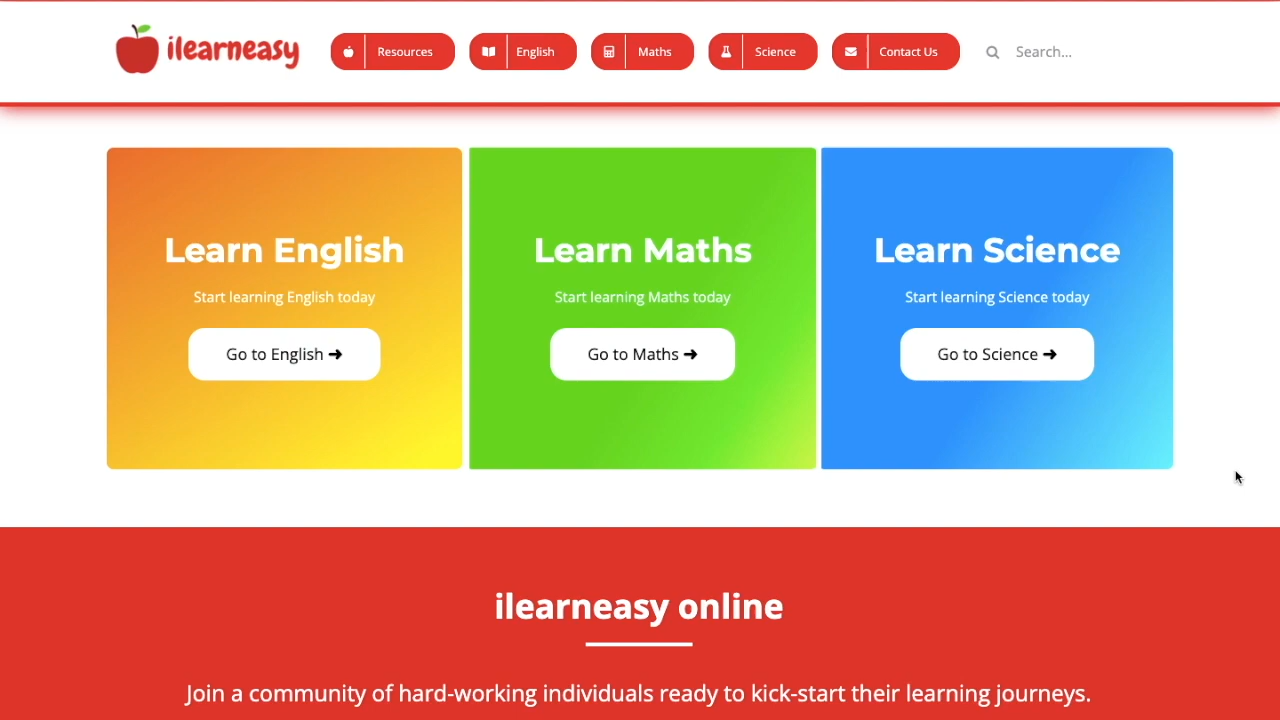 ilearneasy
Resources
English
Maths
Science
Contact Us
Search...
Learn English
Start learning English today
Go to English ➜
Learn Maths
Start learning Maths today
Go to Maths ➜
Learn Science
Start learning Science today
Go to Science ➜
ilearneasy online
Join a community of hard-working individuals ready to kick-start their learning journeys.